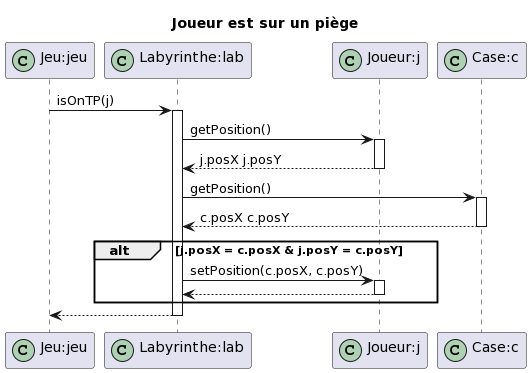 Joueur est sur un piège
C Jeu:jeu
C Labyrinthe:lab
C Joueur:j
C Case:c
isOnTP(j)
getPosition()
j.posX j.posY
getPosition()
c.posX c.posY
alt [j.posX = c.posX & j.posY = c.posY]
setPosition(c.posX, c.posY)
C Jeu:jeu
C Labyrinthe:lab
C Joueur:j
C Case:c